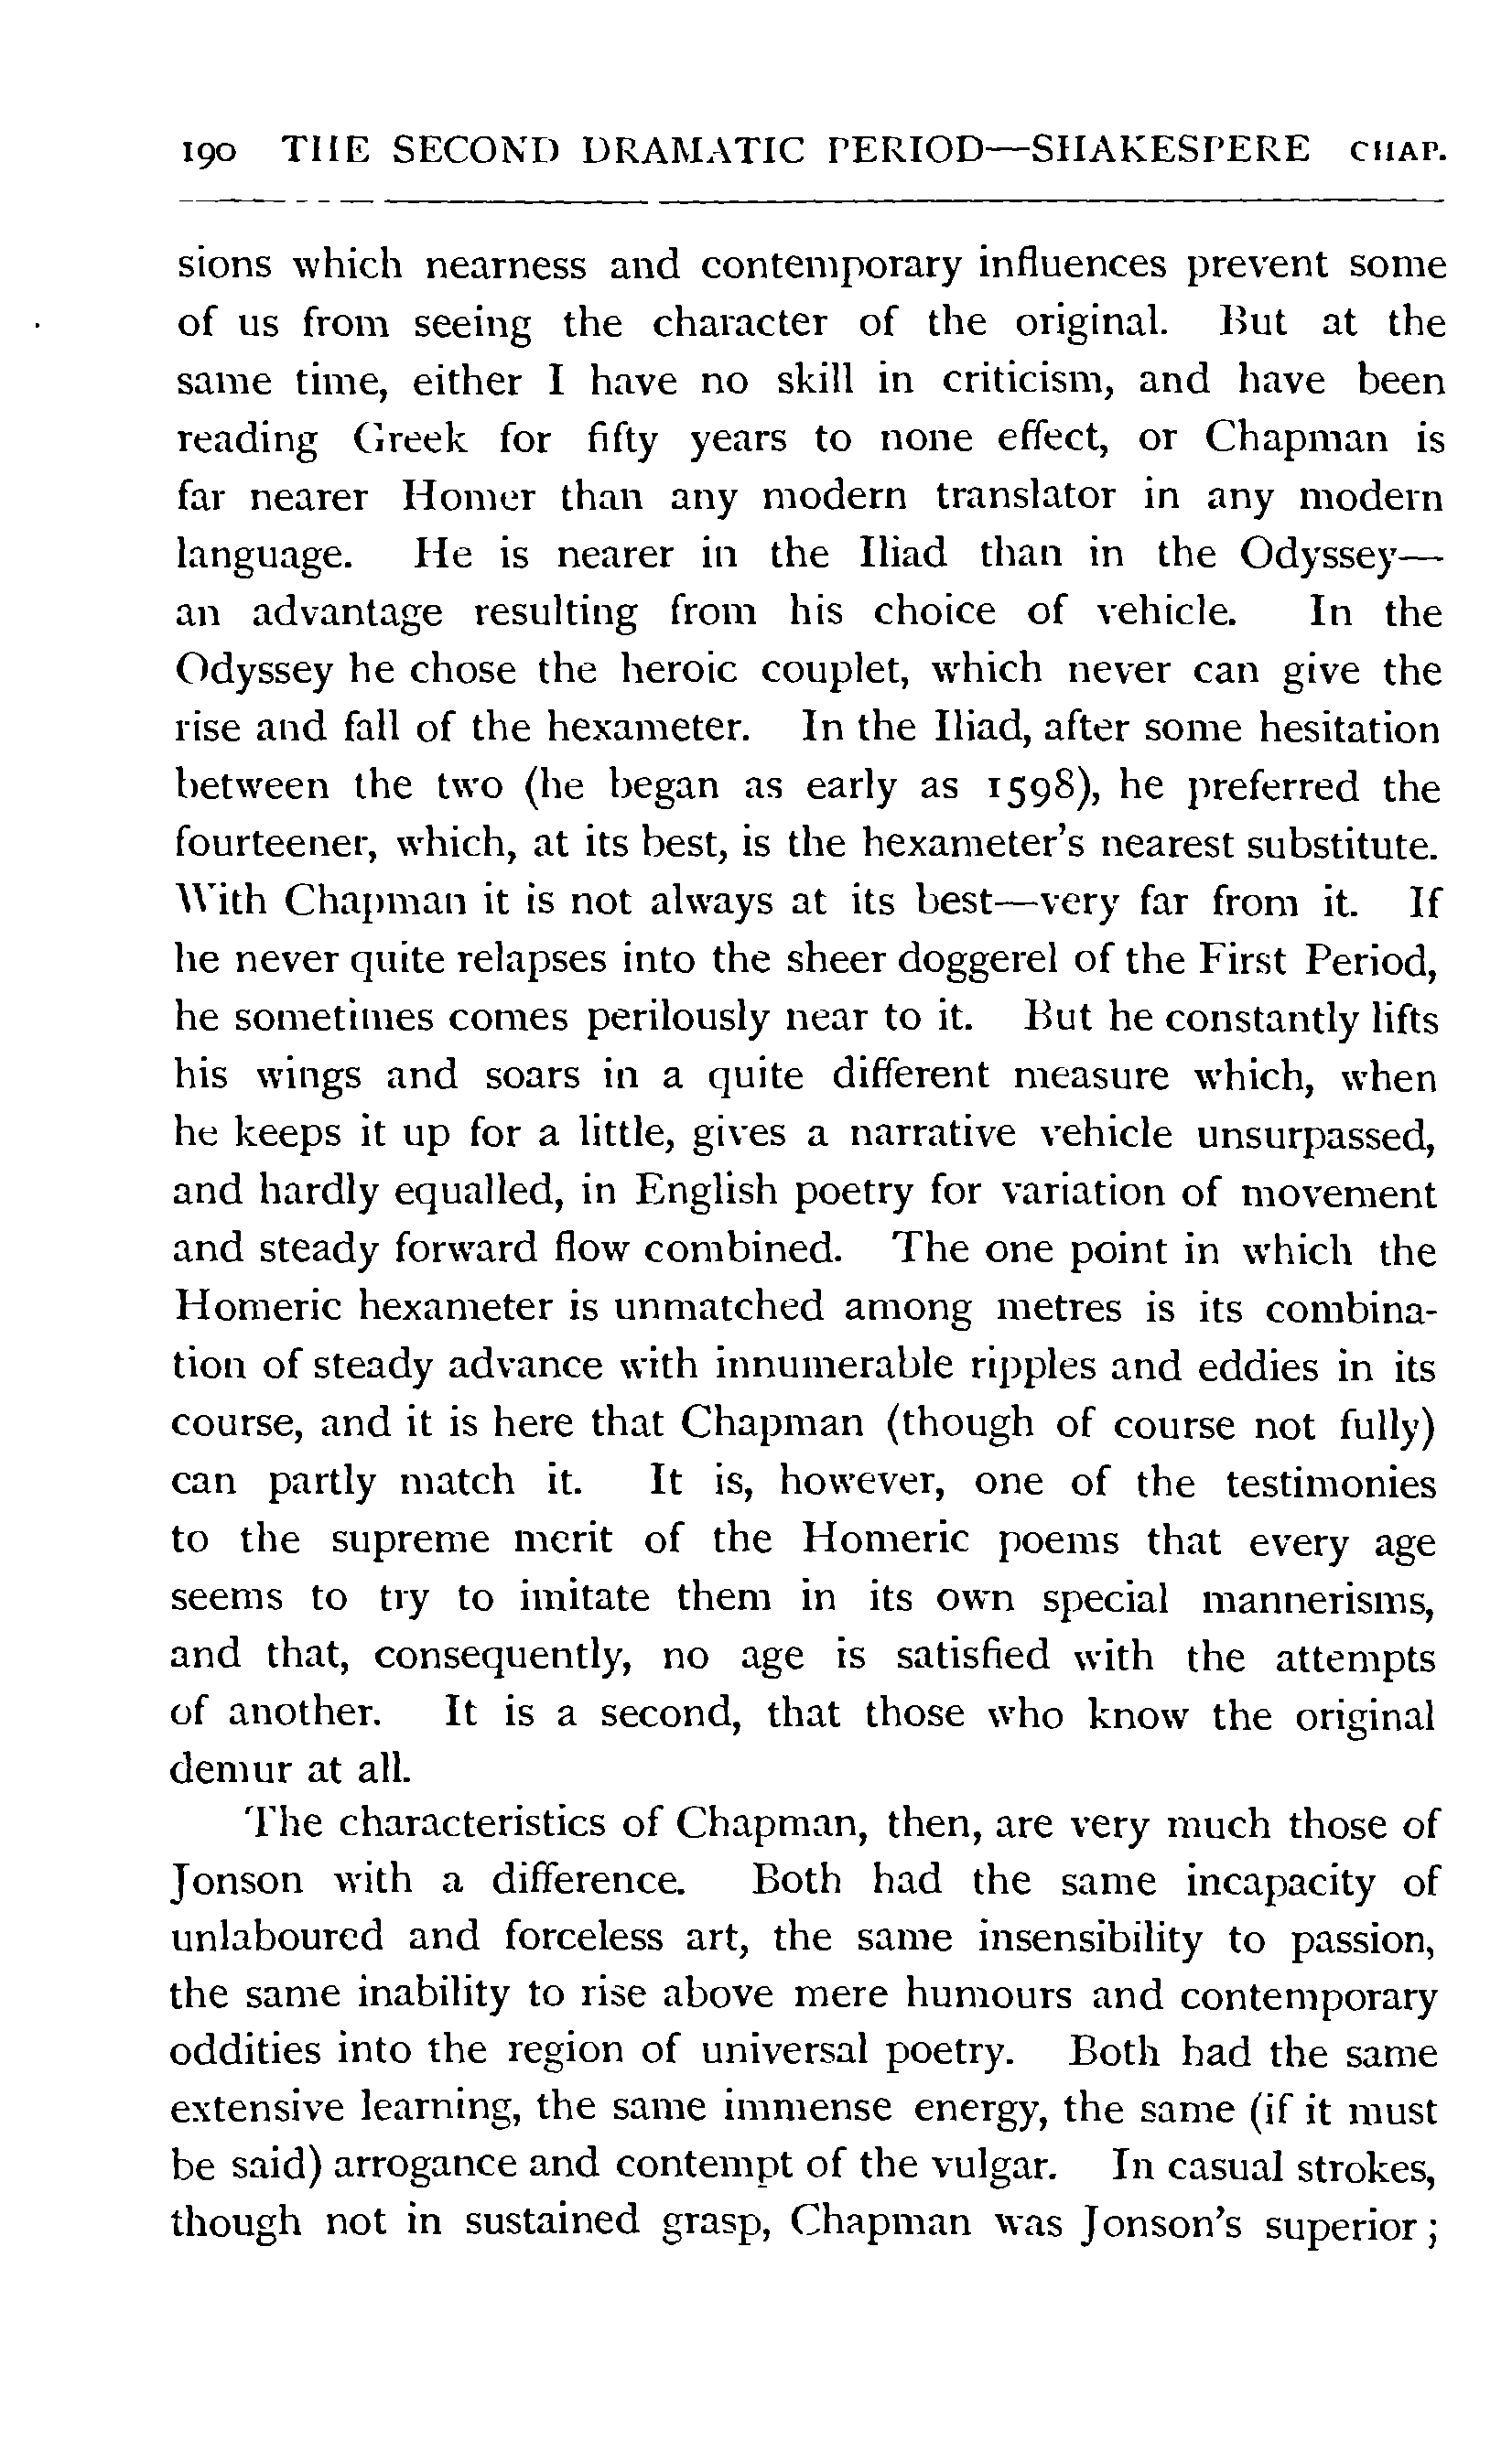 190 THE SECOND DRAMATIC PERIOD—SHAKESPERE CHAP.
sions which nearness and contemporary influences prevent some
of us from seeing the character of the original. But at the
same time, either I have no skill in criticism, and have been
reading Greek for fifty years to none effect, or Chapman is
far nearer Homer than any modern translator in any modern
language. He is nearer in the Iliad than in the Odyssey—
an advantage resulting from his choice of vehicle. In the
Odyssey he chose the heroic couplet, which never can give the
rise and fall of the hexameter. In the Iliad, after some hesitation
between the two (he began as early as 1598), he preferred the
fourteener, which, at its best, is the hexameter's nearest substitute.
With Chapman it is not always at its best—very far from it. If
he never quite relapses into the sheer doggerel of the First Period,
he sometimes comes perilously near to it. But he constantly lifts
his wings and soars in a quite different measure which, when
he keeps it up for a little, gives a narrative vehicle unsurpassed,
and hardly equalled, in English poetry for variation of movement
and steady forward flow combined. The one point in which the
Homeric hexameter is unmatched among metres is its combina-
tion of steady advance with innumerable ripples and eddies in its
course, and it is here that Chapman (though of course not fully)
can partly match it. It is, however, one of the testimonies
to the supreme merit of the Homeric poems that every age
seems to try to imitate them in its own special mannerisms,
and that, consequently, no age is satisfied with the attempts
of another. It is a second, that those who know the original
demur at all.
The characteristics of Chapman, then, are very much those of
Jonson with a difference. Both had the same incapacity of
unlaboured and forceless art, the same insensibility to passion,
the same inability to rise above mere humours and contemporary
oddities into the region of universal poetry. Both had the same
extensive learning, the same immense energy, the same (if it must
be said) arrogance and contempt of the vulgar. In casual strokes,
though not in sustained grasp, Chapman was Jonson's superior;